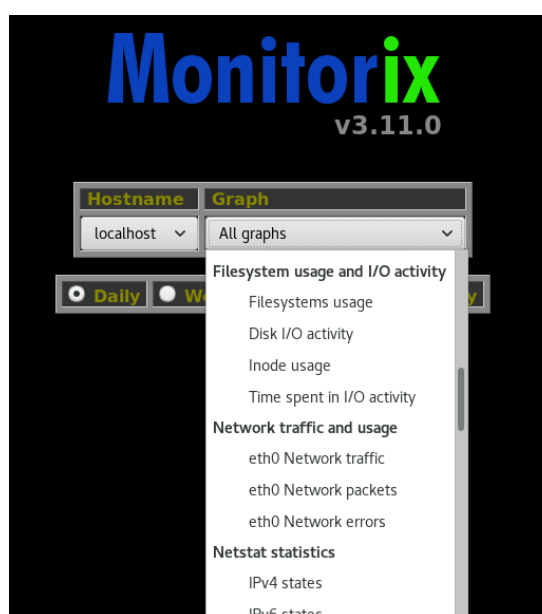 Monitorix
v3.11.0
Hostname Graph
localhost All graphs
Filesystem usage and I/O activity
Daily
Filesystems usage
Disk I/O activity
Inode usage
Time spent in I/O activity
Network traffic and usage
eth0 Network traffic
eth0 Network packets
eth0 Network errors
Netstat statistics
IPv4 states
IPv6 states